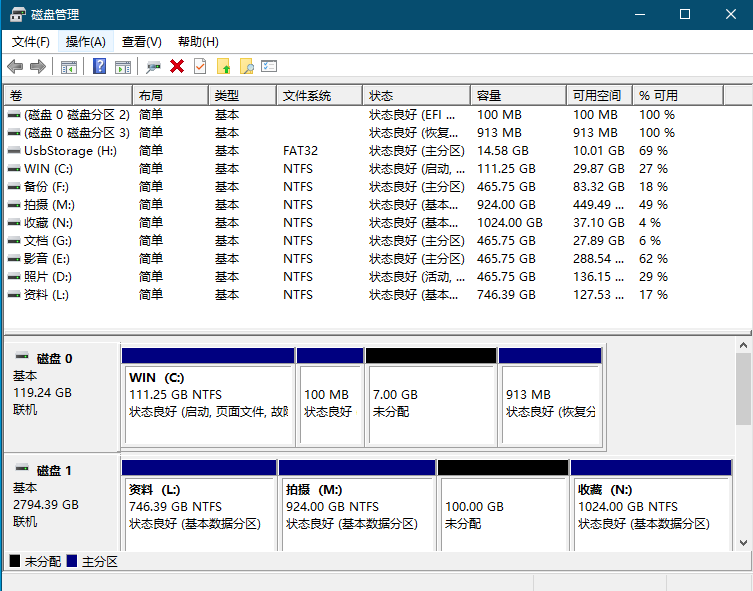 磁盘管理
文件(F) 操作(A) 查看(V) 帮助(H)
卷 布局 类型 文件系统 状态 容量 可用空间 % 可用
(磁盘 0 磁盘分区 2) 简单 基本 状态良好 (EFI ... 100 MB 100 MB 100 %
(磁盘 0 磁盘分区 3) 简单 基本 状态良好 (恢复... 913 MB 913 MB 100 %
UsbStorage (H:) 简单 基本 FAT32 状态良好 (主分区) 14.58 GB 10.01 GB 69 %
WIN (C:) 简单 基本 NTFS 状态良好 (启动, ... 111.25 GB 29.87 GB 27 %
备份 (F:) 简单 基本 NTFS 状态良好 (主分区) 465.75 GB 83.32 GB 18 %
拍摄 (M:) 简单 基本 NTFS 状态良好 (基本... 924.00 GB 449.49 ... 49 %
收藏 (N:) 简单 基本 NTFS 状态良好 (基本... 1024.00 GB 37.10 GB 4 %
文档 (G:) 简单 基本 NTFS 状态良好 (主分区) 465.75 GB 27.89 GB 6 %
影音 (E:) 简单 基本 NTFS 状态良好 (主分区) 465.75 GB 288.54 ... 62 %
照片 (D:) 简单 基本 NTFS 状态良好 (活动, ... 465.75 GB 136.15 ... 29 %
资料 (L:) 简单 基本 NTFS 状态良好 (基本... 746.39 GB 127.53 ... 17 %
磁盘 0
基本
119.24 GB
联机
WIN (C:)
111.25 GB NTFS
状态良好 (启动, 页面文件, 故障
100 MB
状态良好
7.00 GB
未分配
913 MB
状态良好 (恢复分
磁盘 1
基本
2794.39 GB
联机
资料 (L:)
746.39 GB NTFS
状态良好 (基本数据分区)
拍摄 (M:)
924.00 GB NTFS
状态良好 (基本数据分区)
100.00 GB
未分配
收藏 (N:)
1024.00 GB NTFS
状态良好 (基本数据分区)
未分配 主分区